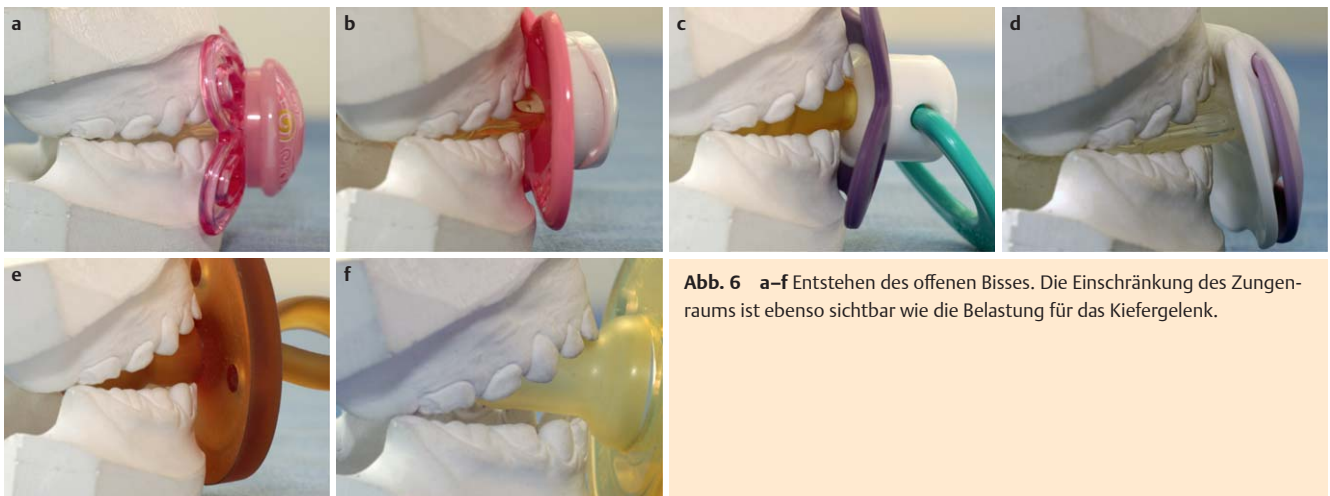 a
b
c
d
e
f
Abb. 6 a–f Entstehen des offenen Bisses. Die Einschränkung des Zungen-
raums ist ebenso sichtbar wie die Belastung für das Kiefergelenk.